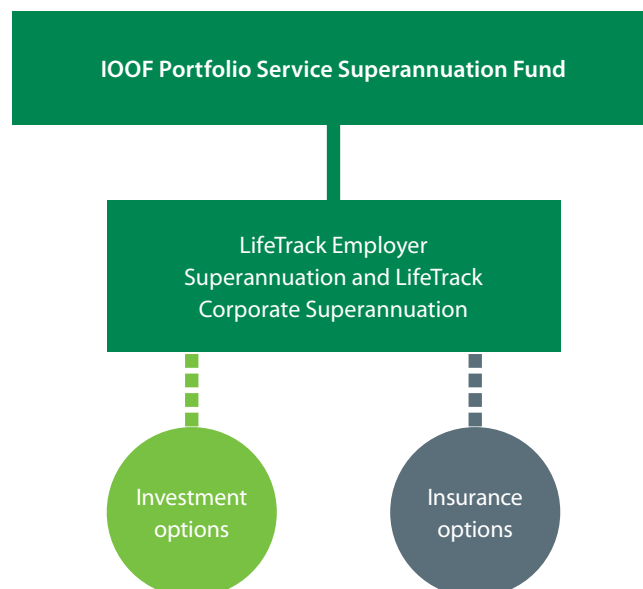 IOOF Portfolio Service Superannuation Fund
LifeTrack Employer
Superannuation and LifeTrack
Corporate Superannuation
Investment
options
Insurance
options